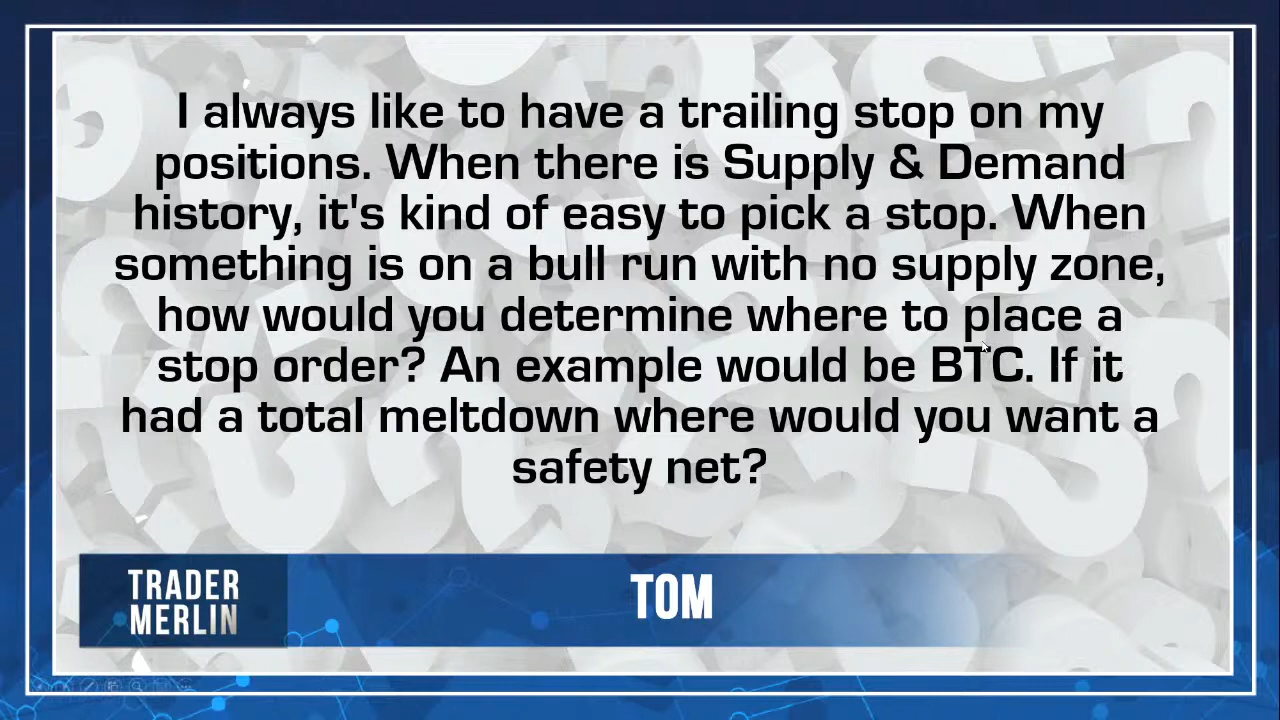 I always like to have a trailing stop on my
positions. When there is Supply & Demand
history, it's kind of easy to pick a stop. When
something is on a bull run with no supply zone,
how would you determine where to place a
stop order? An example would be BTC. If it
had a total meltdown where would you want a
safety net?
TRADER
MERLIN
TOM